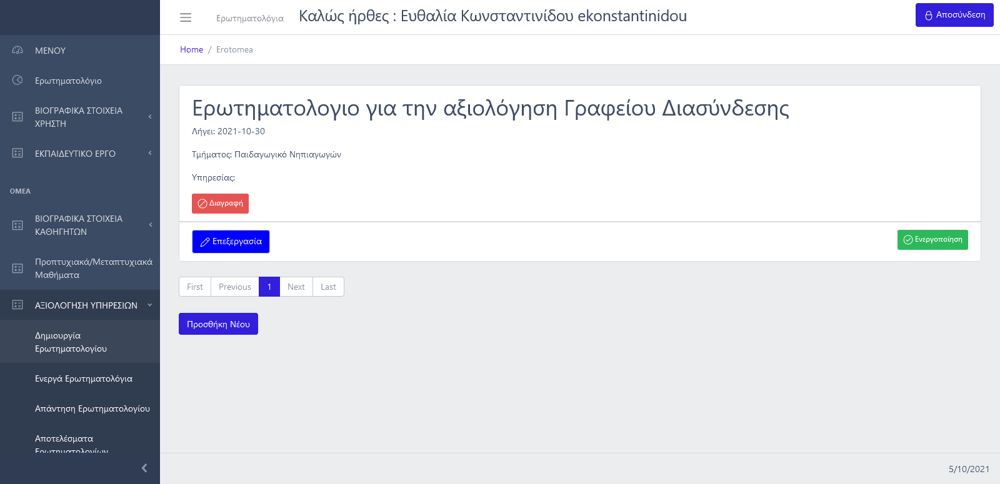 Ερωτηματολόγια
Καλώς ήρθες : Ευθαλία Κωνσταντινίδου ekonstantinidou
Αποσύνδεση
Home / Erotomea
ΜΕΝΟΥ
Ερωτηματολόγιο
ΒΙΟΓΡΑΦΙΚΑ ΣΤΟΙΧΕΙΑ
ΧΡΗΣΤΗ
ΕΚΠΑΙΔΕΥΤΙΚΟ ΕΡΓΟ
ΟΜΕΑ
ΒΙΟΓΡΑΦΙΚΑ ΣΤΟΙΧΕΙΑ
ΚΑΘΗΓΗΤΩΝ
Προπτυχιακά/Μεταπτυχιακά
Μαθήματα
ΑΞΙΟΛΟΓΗΣΗ ΥΠΗΡΕΣΙΩΝ
Δημιουργία
Ερωτηματολογίου
Ενεργά Ερωτηματολόγια
Απάντηση Ερωτηματολογίου
Αποτελέσματα
Ερωτηματολογίων
Ερωτηματολογιο για την αξιολόγηση Γραφείου Διασύνδεσης
Λήγει: 2021-10-30
Τμήματος: Παιδαγωγικό Νηπιαγωγών
Υπηρεσίας:
Διαγραφή
Επεξεργασία
Ενεργοποίηση
First Previous 1 Next Last
Προσθήκη Νέου
5/10/2021